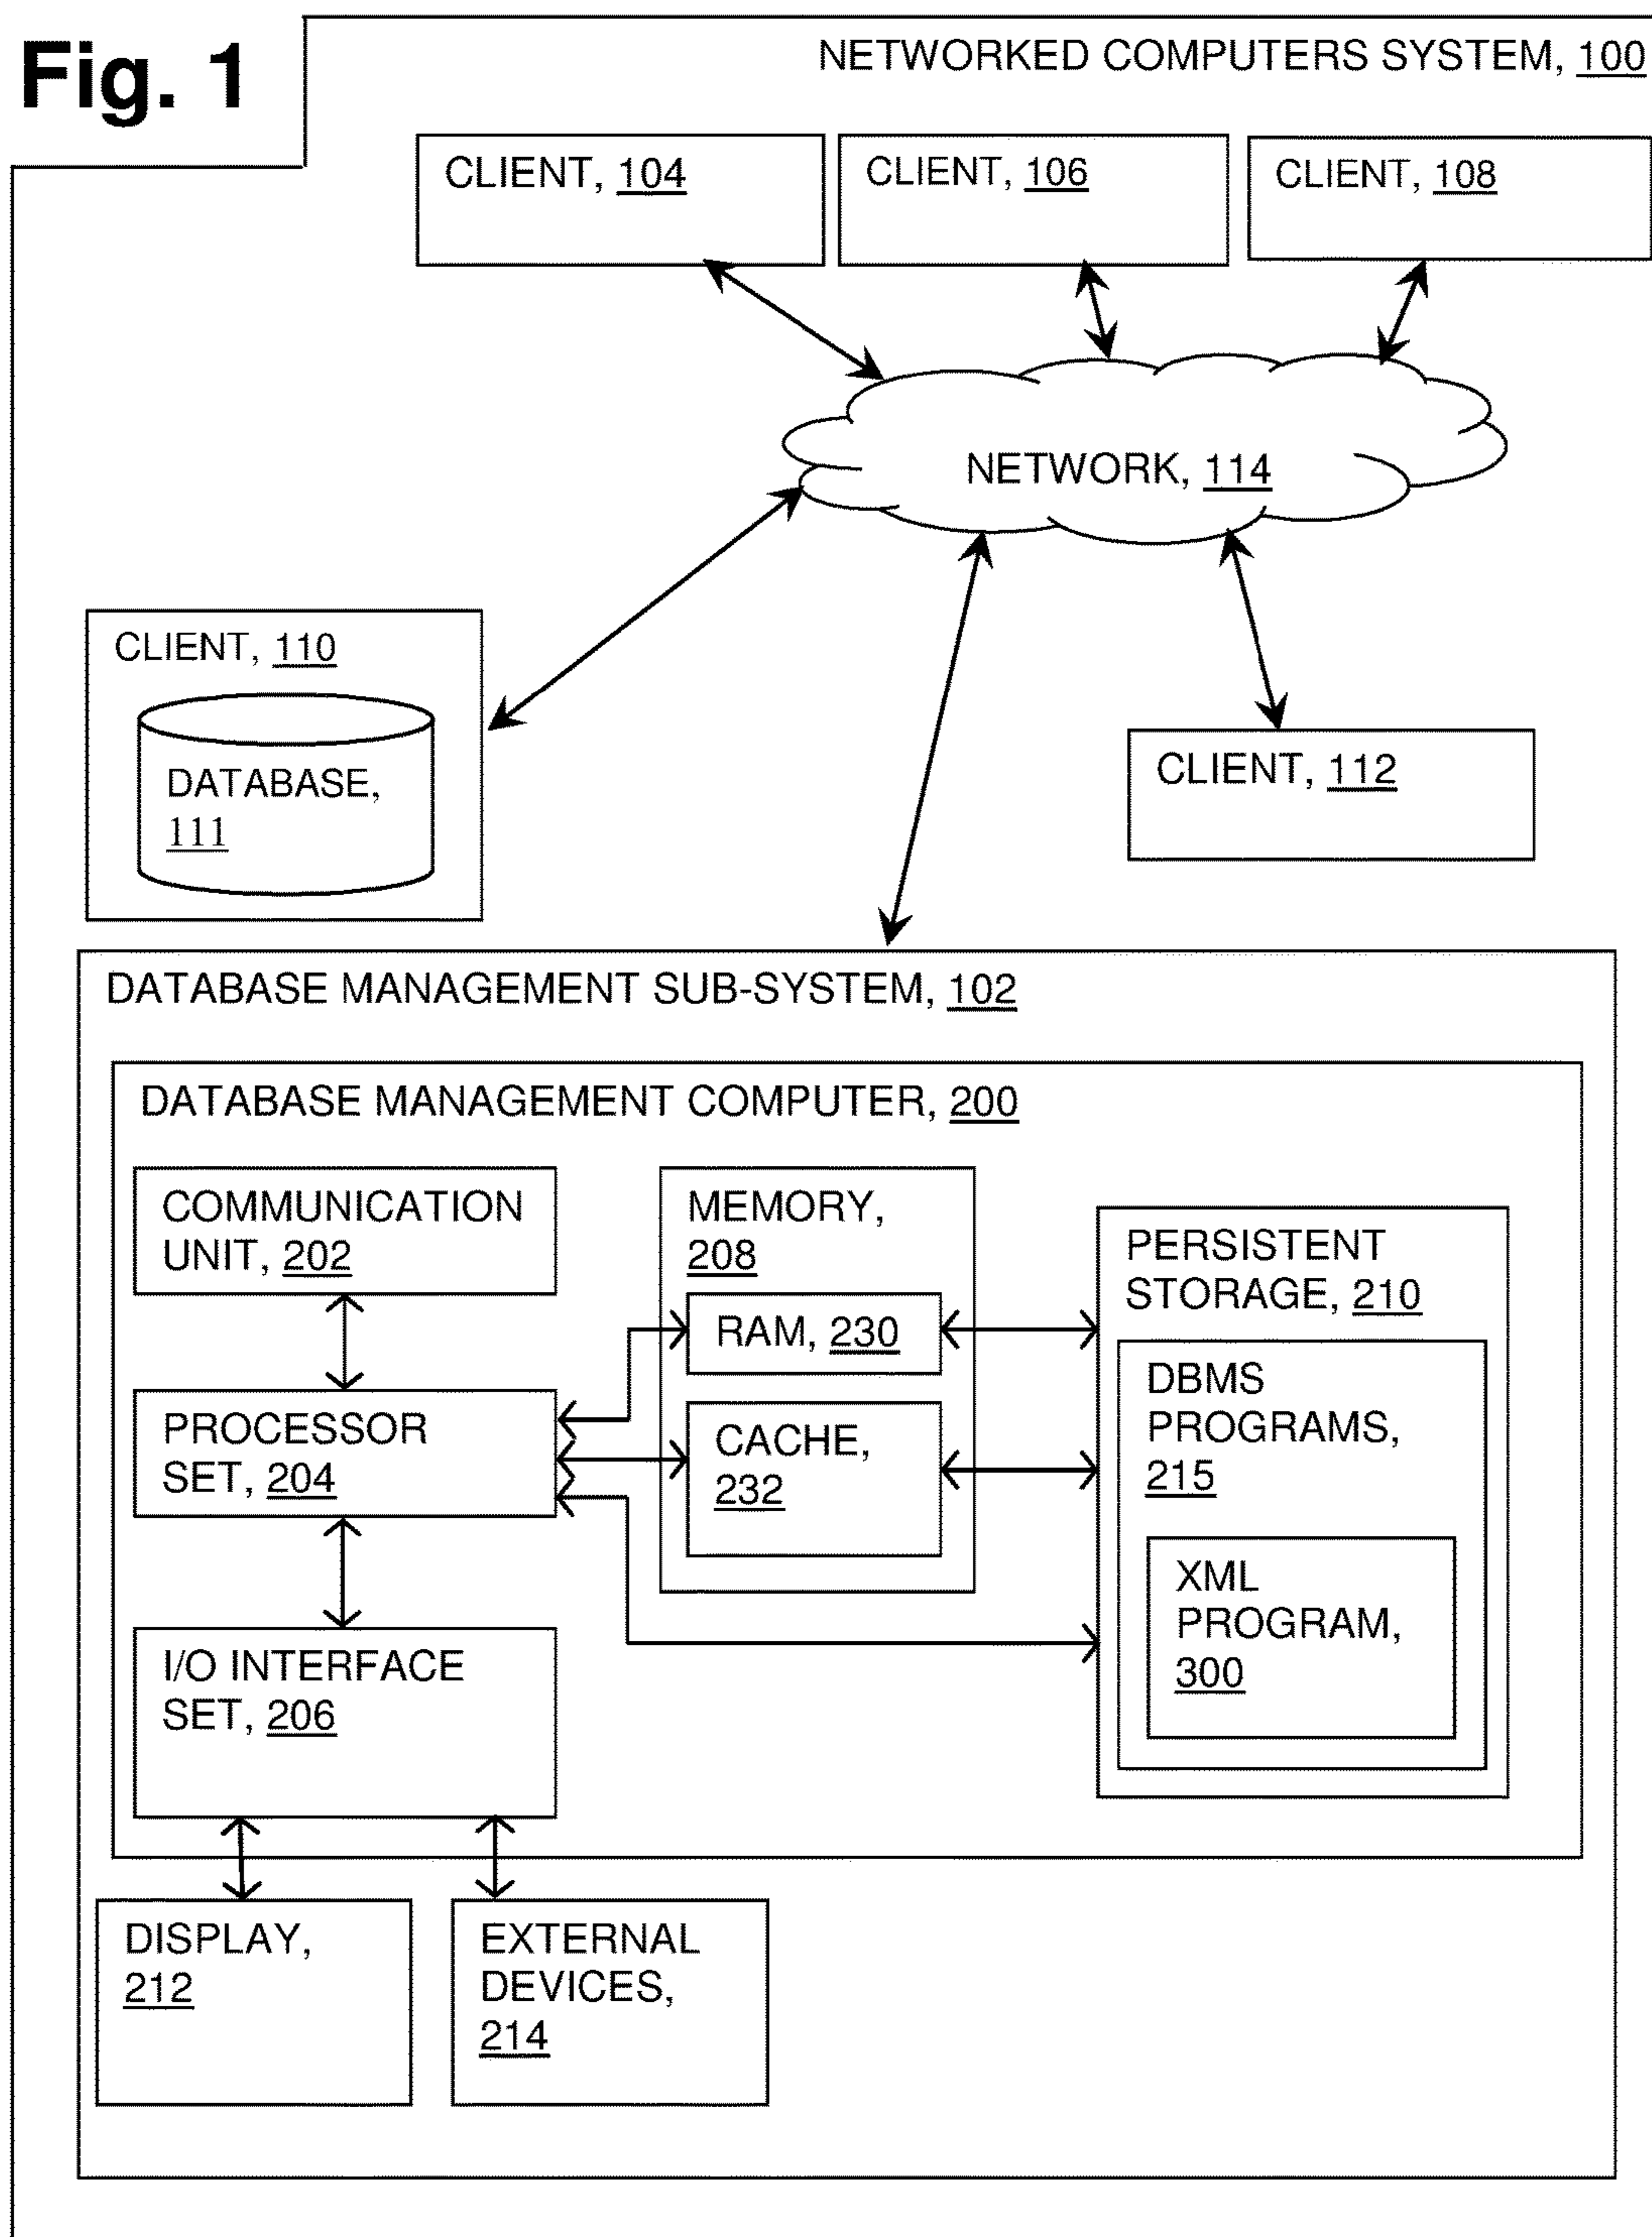 Fig. 1
NETWORKED COMPUTERS SYSTEM, 100
CLIENT, 104
CLIENT, 106
CLIENT, 108
NETWORK, 114
CLIENT, 110
DATABASE,
111
CLIENT, 112
DATABASE MANAGEMENT SUB-SYSTEM, 102
DATABASE MANAGEMENT COMPUTER, 200
COMMUNICATION
UNIT, 202
MEMORY,
208
PERSISTENT
STORAGE, 210
RAM, 230
DBMS
PROGRAMS,
215
PROCESSOR
SET, 204
CACHE,
232
XML
PROGRAM,
300
I/O INTERFACE
SET, 206
DISPLAY,
212
EXTERNAL
DEVICES,
214